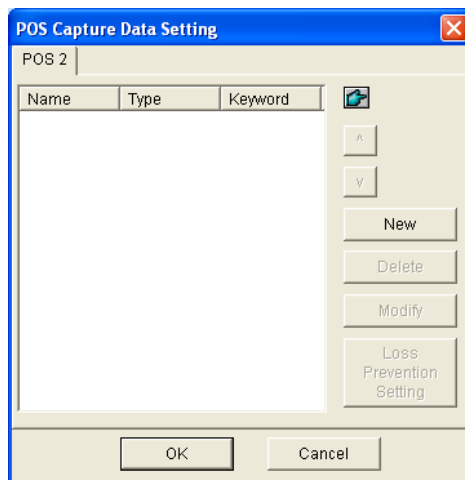 POS Capture Data Setting
POS 2
Name Type Keyword
^
v
New
Delete
Modify
Loss
Prevention
Setting
OK Cancel